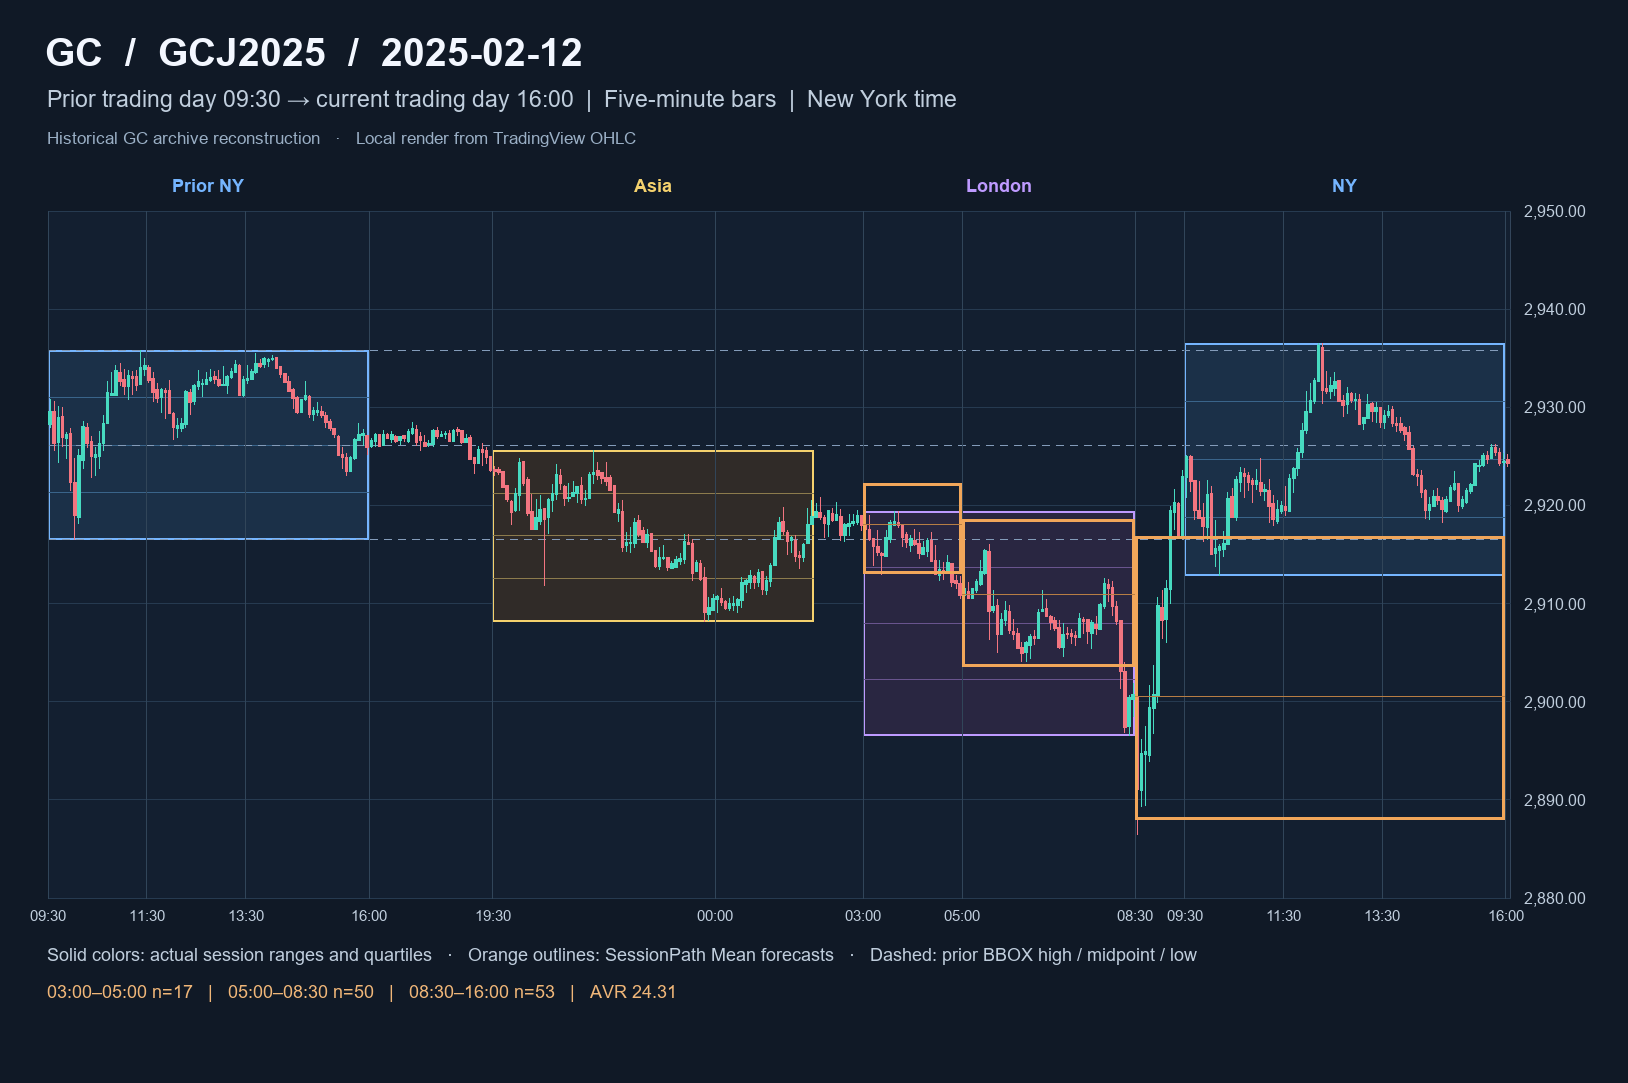 GC / GCJ2025 / 2025-02-12
Prior trading day 09:30 → current trading day 16:00 | Five-minute bars | New York time
Historical GC archive reconstruction · Local render from TradingView OHLC
Prior NY
Asia
London
NY
2,950.00
2,940.00
2,930.00
2,920.00
2,910.00
2,900.00
2,890.00
2,880.00
09:30
11:30
13:30
16:00
19:30
00:00
03:00
05:00
08:30
09:30
11:30
13:30
16:00
Solid colors: actual session ranges and quartiles · Orange outlines: SessionPath Mean forecasts · Dashed: prior BBOX high / midpoint / low
03:00–05:00 n=17 | 05:00–08:30 n=50 | 08:30–16:00 n=53 | AVR 24.31